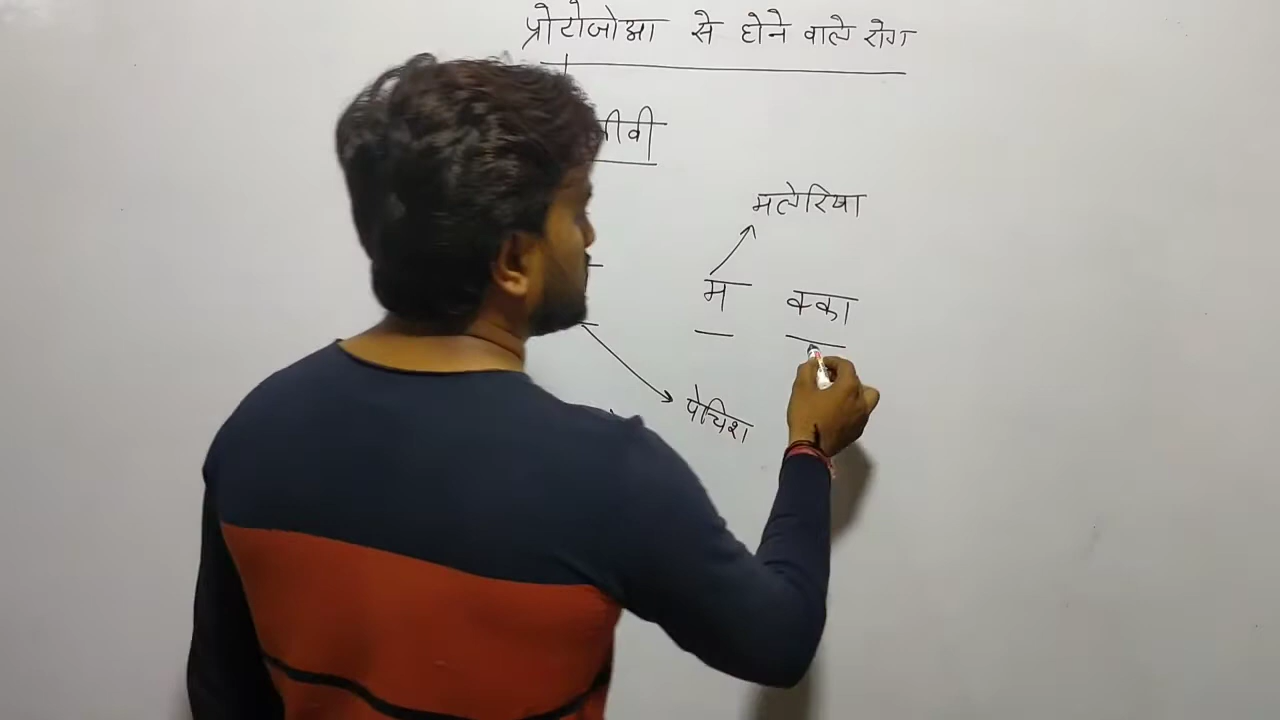 प्रोटोजोआ से होने वाले रोग
मलेरिया
म क्का
पेचिश